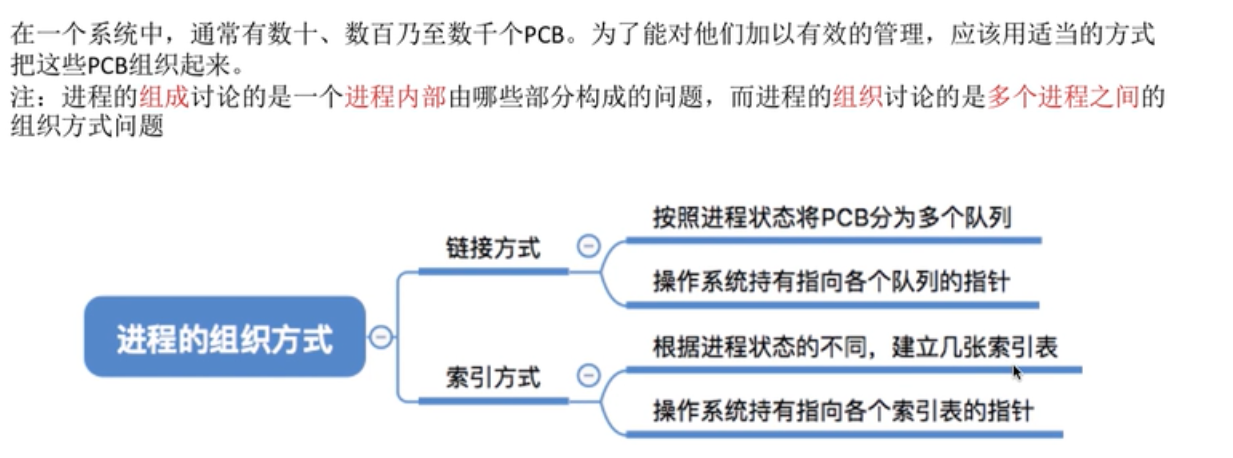 在一个系统中，通常有数十、数百乃至数千个PCB。为了能对他们加以有效的管理，应该用适当的方式
把这些PCB组织起来。
注：进程的组成讨论的是一个进程内部由哪些部分构成的问题，而进程的组织讨论的是多个进程之间的
组织方式问题
进程的组织方式
链接方式
按照进程状态将PCB分为多个队列
操作系统持有指向各个队列的指针
索引方式
根据进程状态的不同，建立几张索引表
操作系统持有指向各个索引表的指针